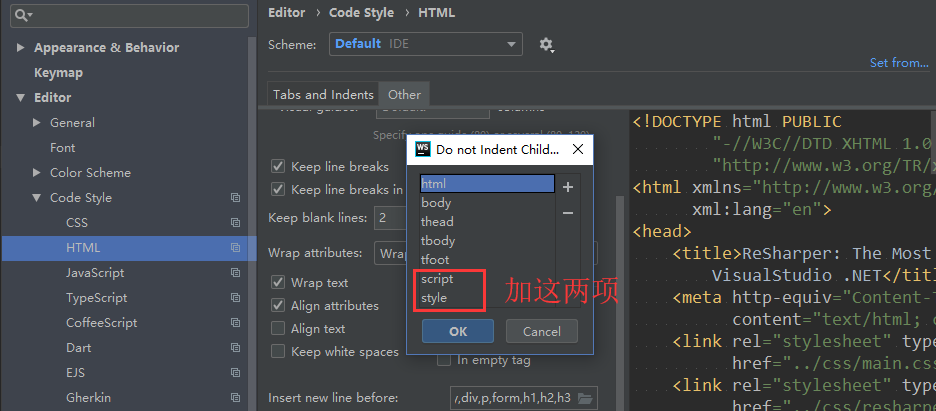 Editor › Code Style › HTML
Scheme: Default IDE
Set from...
Appearance & Behavior
Keymap
Editor
General
Font
Color Scheme
Code Style
CSS
HTML
JavaScript
TypeScript
CoffeeScript
Dart
EJS
Gherkin
Tabs and Indents Other
Keep line breaks
Keep line breaks in
Keep blank lines: 2
Wrap attributes: Wrap
Wrap text
Align attributes
Align text
Keep white spaces
In empty tag
Insert new line before: ,div,p,form,h1,h2,h3
WS Do not Indent Child...
html
body
thead
tbody
tfoot
script
style
加这两项
OK Cancel
<!DOCTYPE html PUBLIC
"-//W3C//DTD XHTML 1.0
"http://www.w3.org/TR/
<html xmlns="http://www.w3.org/
xml:lang="en">
<head>
<title>ReSharper: The Most
VisualStudio .NET</tit
<meta http-equiv="Content-T
content="text/html; c
<link rel="stylesheet" type
href="../css/main.css
<link rel="stylesheet" type
href="../css/resharpe